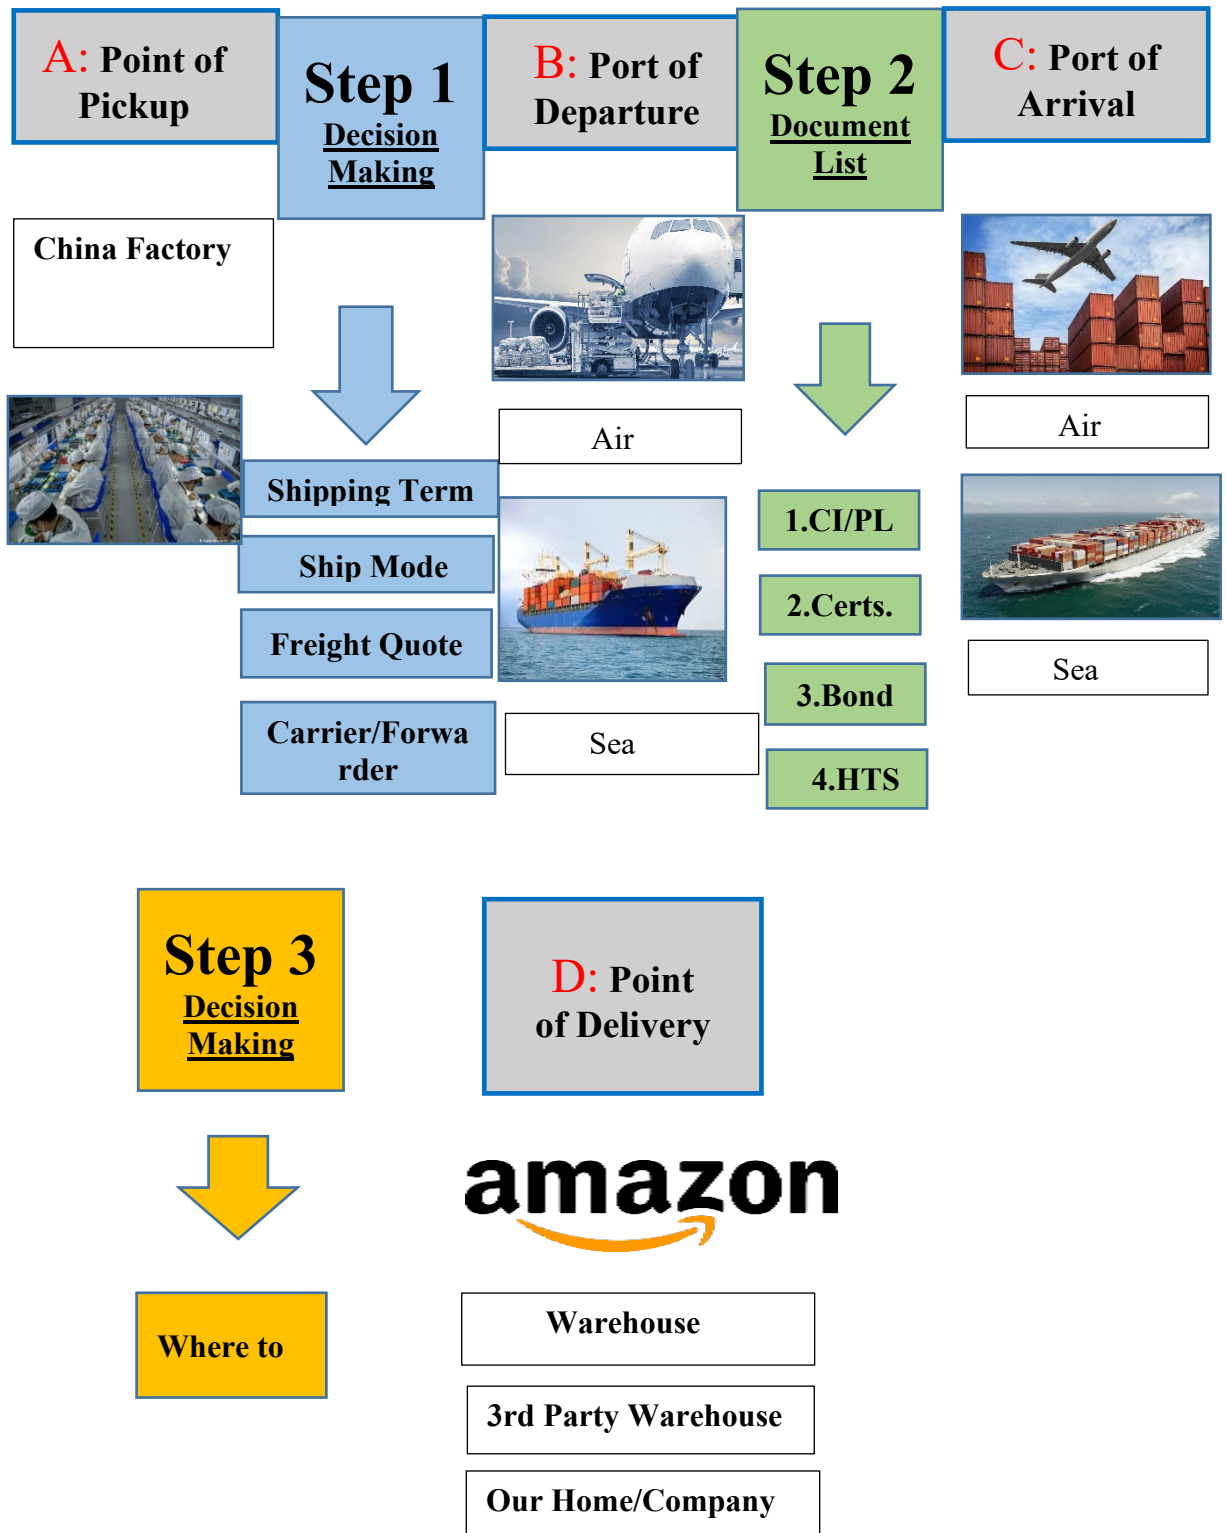 A: Point of
Pickup
Step 1
Decision
Making
B: Port of
Departure
Step 2
Document
List
C: Port of
Arrival
China Factory
Air
Air
Shipping Term
Ship Mode
Freight Quote
Carrier/Forwa
rder
Sea
1.CI/PL
2.Certs.
3.Bond
4.HTS
Sea
Step 3
Decision
Making
D: Point
of Delivery
amazon
Where to
Warehouse
3rd Party Warehouse
Our Home/Company